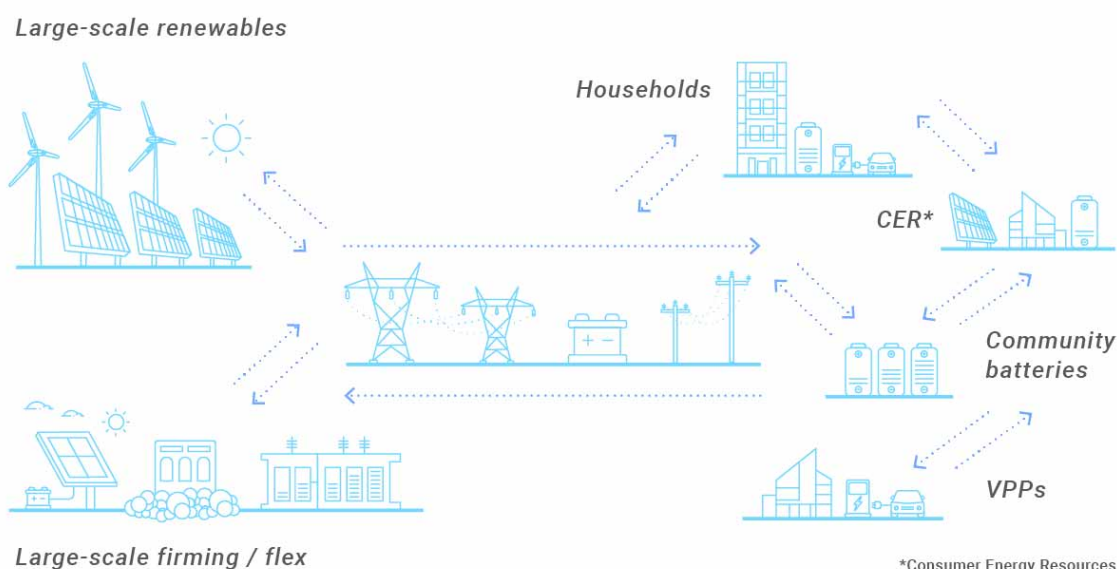 Large-scale renewables
Households
CER*
Community
batteries
VPPs
Large-scale firming / flex
*Consumer Energy Resources